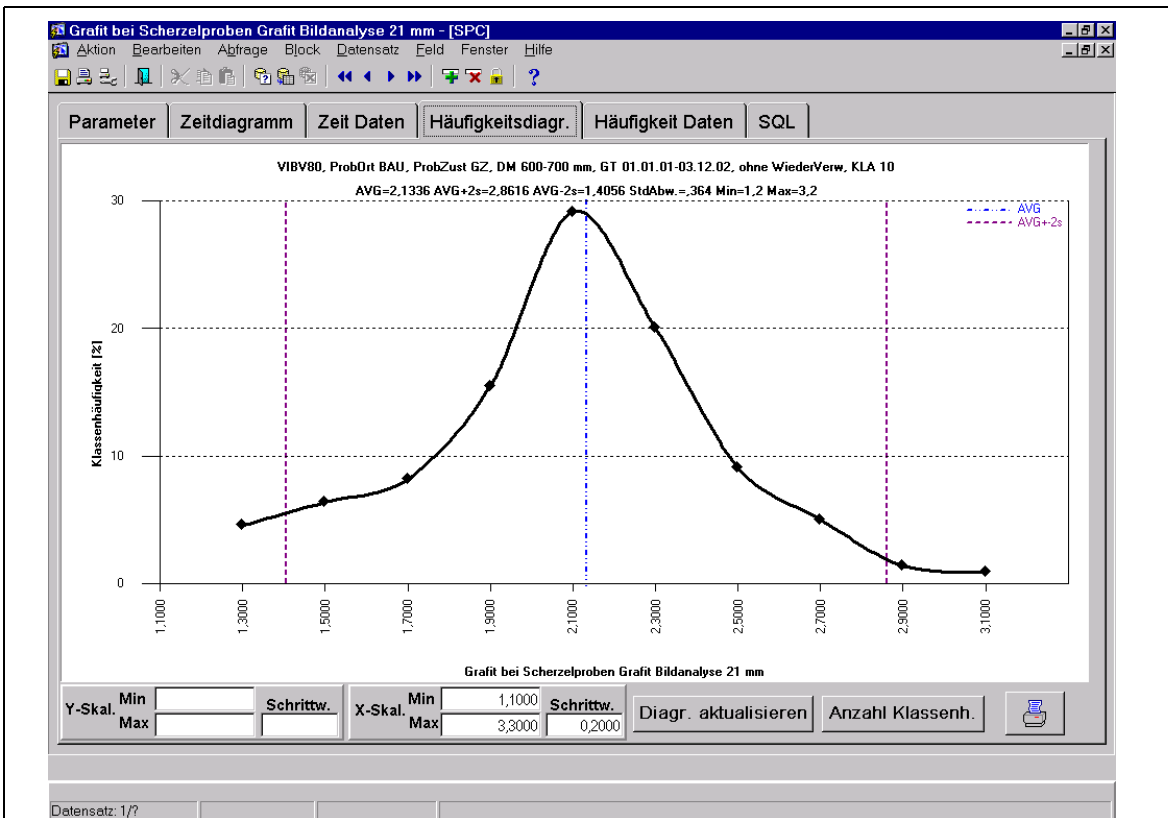 Grafit bei Scherzelproben Grafit Bildanalyse 21 mm - [SPC]
Aktion Bearbeiten Abfrage Block Datensatz Feld Fenster Hilfe
Parameter Zeitdiagramm Zeit Daten Häufigkeitsdiagr. Häufigkeit Daten SQL
VIBV80, ProbOrt BAU, ProbZust GZ, DM 600-700 mm, GT 01.01.01-03.12.02, ohne WiederVerw, KLA 10
AVG=2,1336 AVG+2s=2,8616 AVG-2s=1,4056 StdAbw.=,364 Min=1,2 Max=3,2
AVG
AVG+-2s
Klassenhäufigkeit [%]
30
20
10
0
1,1000 1,3000 1,5000 1,7000 1,9000 2,1000 2,3000 2,5000 2,7000 2,9000 3,1000
Grafit bei Scherzelproben Grafit Bildanalyse 21 mm
Y-Skal. Min Max Schrittw.
X-Skal. Min 1,1000 Max 3,3000 Schrittw. 0,2000
Diagr. aktualisieren Anzahl Klassenh.
Datensatz: 1/?